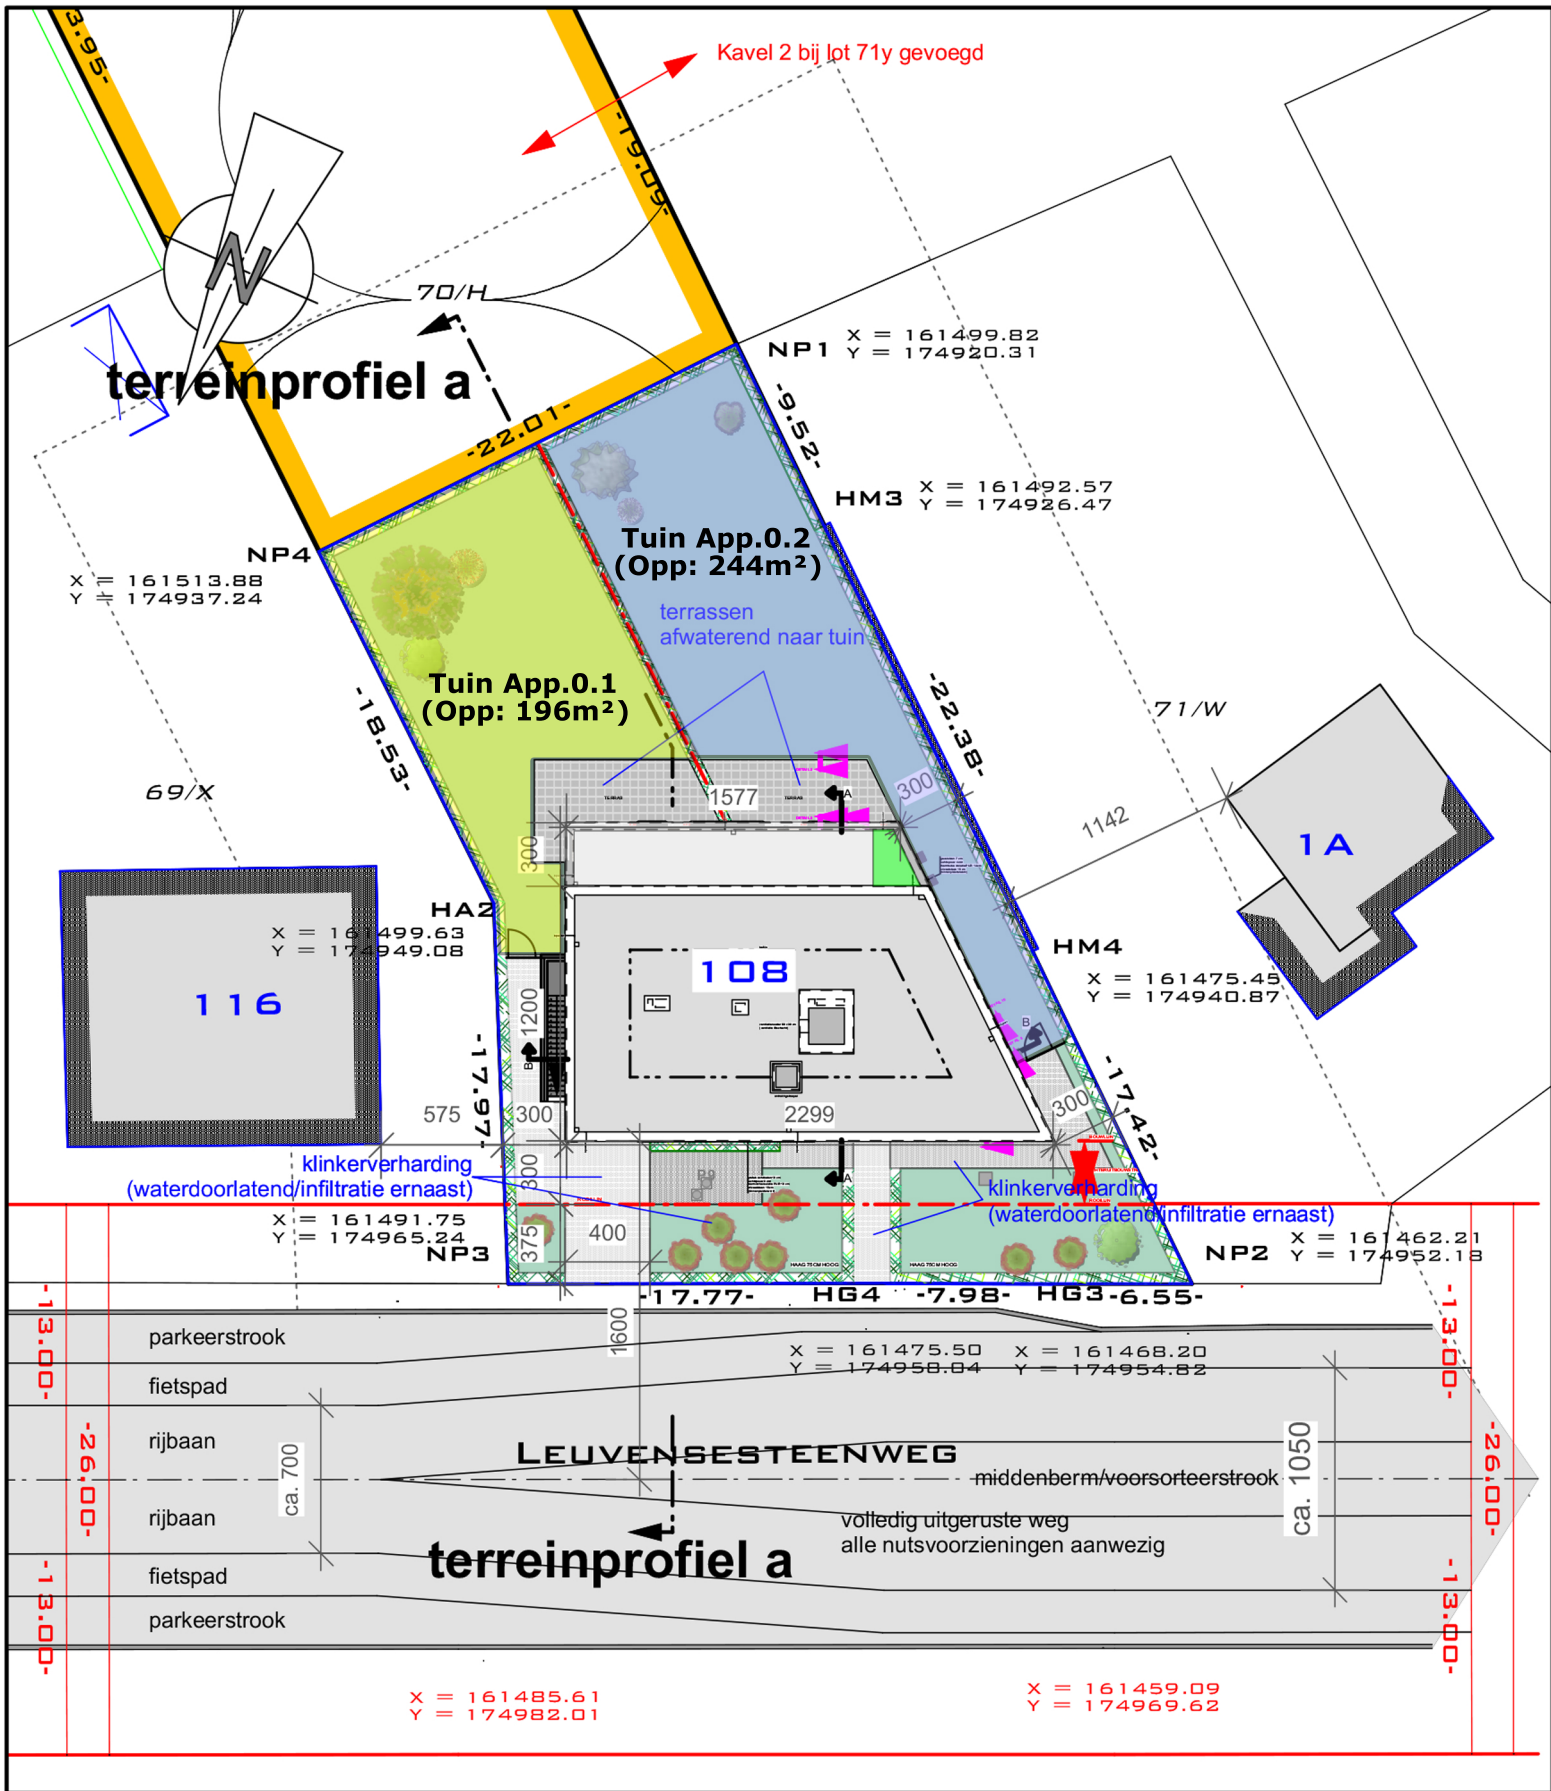 3.95-
Kavel 2 bij lot 71y gevoegd
-19.09-
N
70/H
terreinprofiel a
-22.01-
NP1
X = 161499.82
Y = 174920.31
-9.52-
HM3
X = 161492.57
Y = 174926.47
NP4
X = 161513.88
Y = 174937.24
Tuin App.0.2
(Opp: 244m²)
terrassen
afwaterend naar tuin
Tuin App.0.1
(Opp: 196m²)
-18.53-
-22.38-
71/W
69/X
TERRAS
TERRAS
1577
A
300
300
1142
1A
HA2
X = 161499.63
Y = 174949.08
HM4
X = 161475.45
Y = 174940.87
108
116
1200
B
B
-17.97-
-17.42-
575
300
2299
300
300
klinkerverharding
(waterdoorlatend/infiltratie ernaast)
A
klinkerverharding
(waterdoorlatend/infiltratie ernaast)
X = 161491.75
Y = 174965.24
NP3
375
400
HAAG 75CM HOOG
HAAG 75CM HOOG
NP2
X = 161462.21
Y = 174952.18
-17.77-
HG4
-7.98-
HG3
-6.55-
1600
-13.00-
-13.00-
parkeerstrook
X = 161475.50
Y = 174958.04
X = 161468.20
Y = 174954.82
fietspad
rijbaan
-26.00-
ca. 700
LEUVENSESTEENWEG
middenberm/voorsorteerstrook
ca. 1050
-26.00-
rijbaan
volledig uitgeruste weg
alle nutsvoorzieningen aanwezig
terreinprofiel a
fietspad
-13.00-
-13.00-
parkeerstrook
X = 161485.61
Y = 174982.01
X = 161459.09
Y = 174969.62